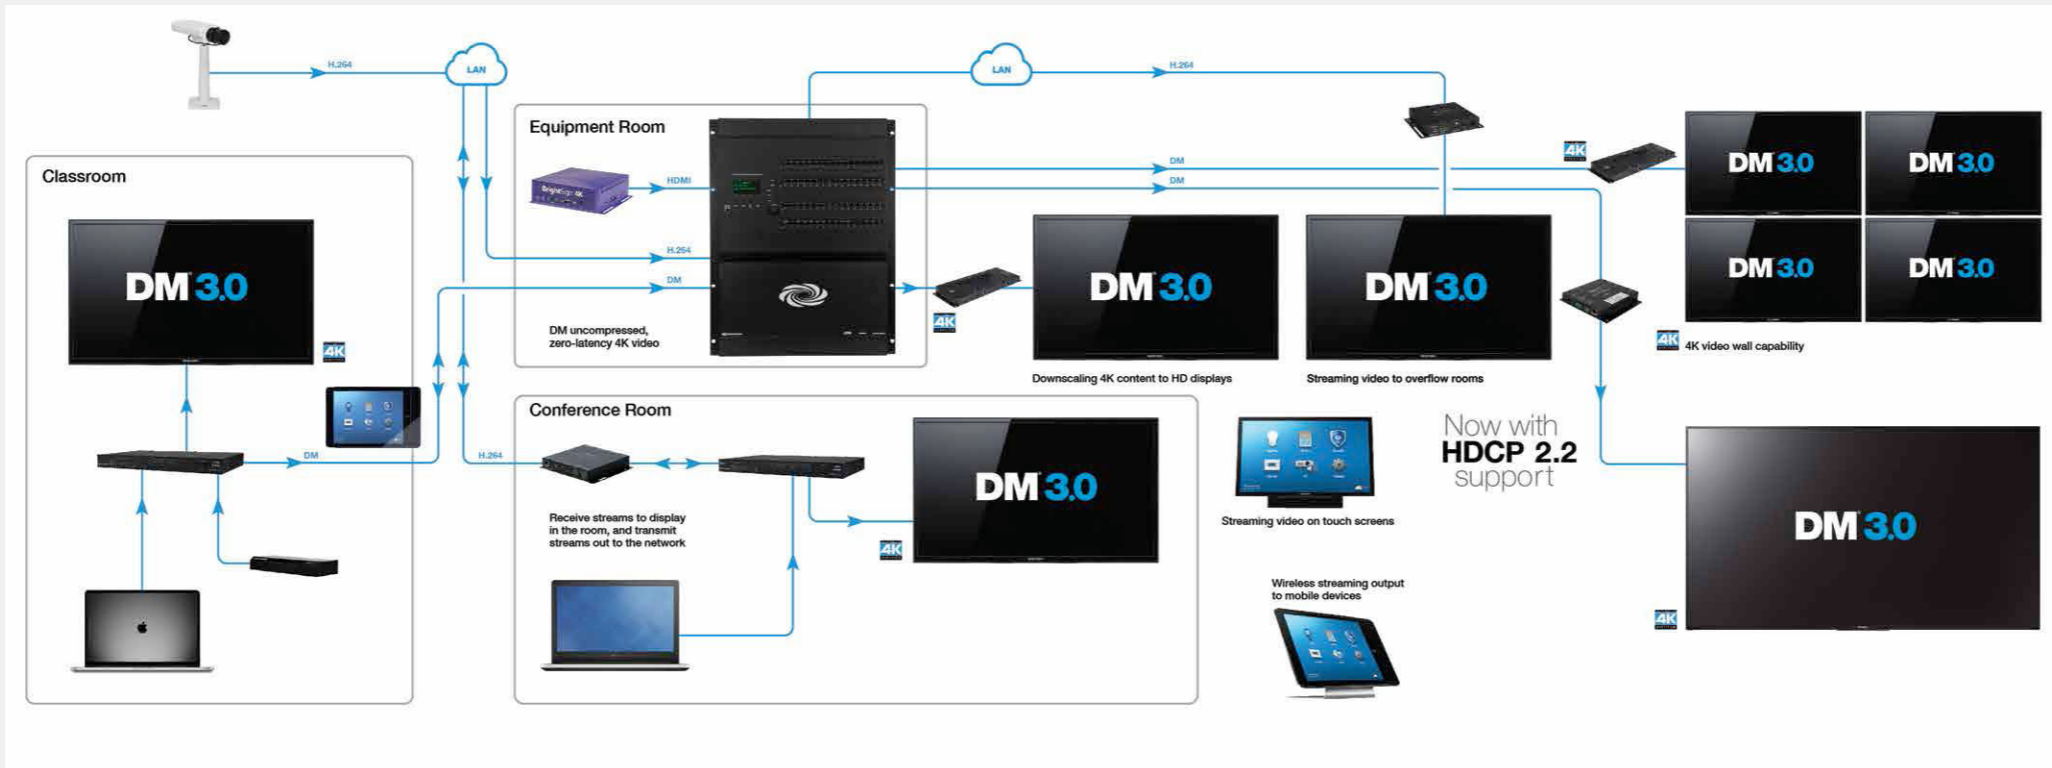 H.264
LAN
LAN
H.264
Equipment Room
BrightSign 4K
HDMI
DM
DM
4K
DM 3.0
DM 3.0
DM 3.0
DM 3.0
4K
4K video wall capability
Classroom
DM 3.0
4K
H.264
DM
DM uncompressed,
zero-latency 4K video
4K
DM 3.0
Downscaling 4K content to HD displays
DM 3.0
Streaming video to overflow rooms
DM
Conference Room
H.264
Receive streams to display
in the room, and transmit
streams out to the network
DM 3.0
4K
Streaming video on touch screens
Now with
HDCP 2.2
support
Wireless streaming output
to mobile devices
DM 3.0
4K